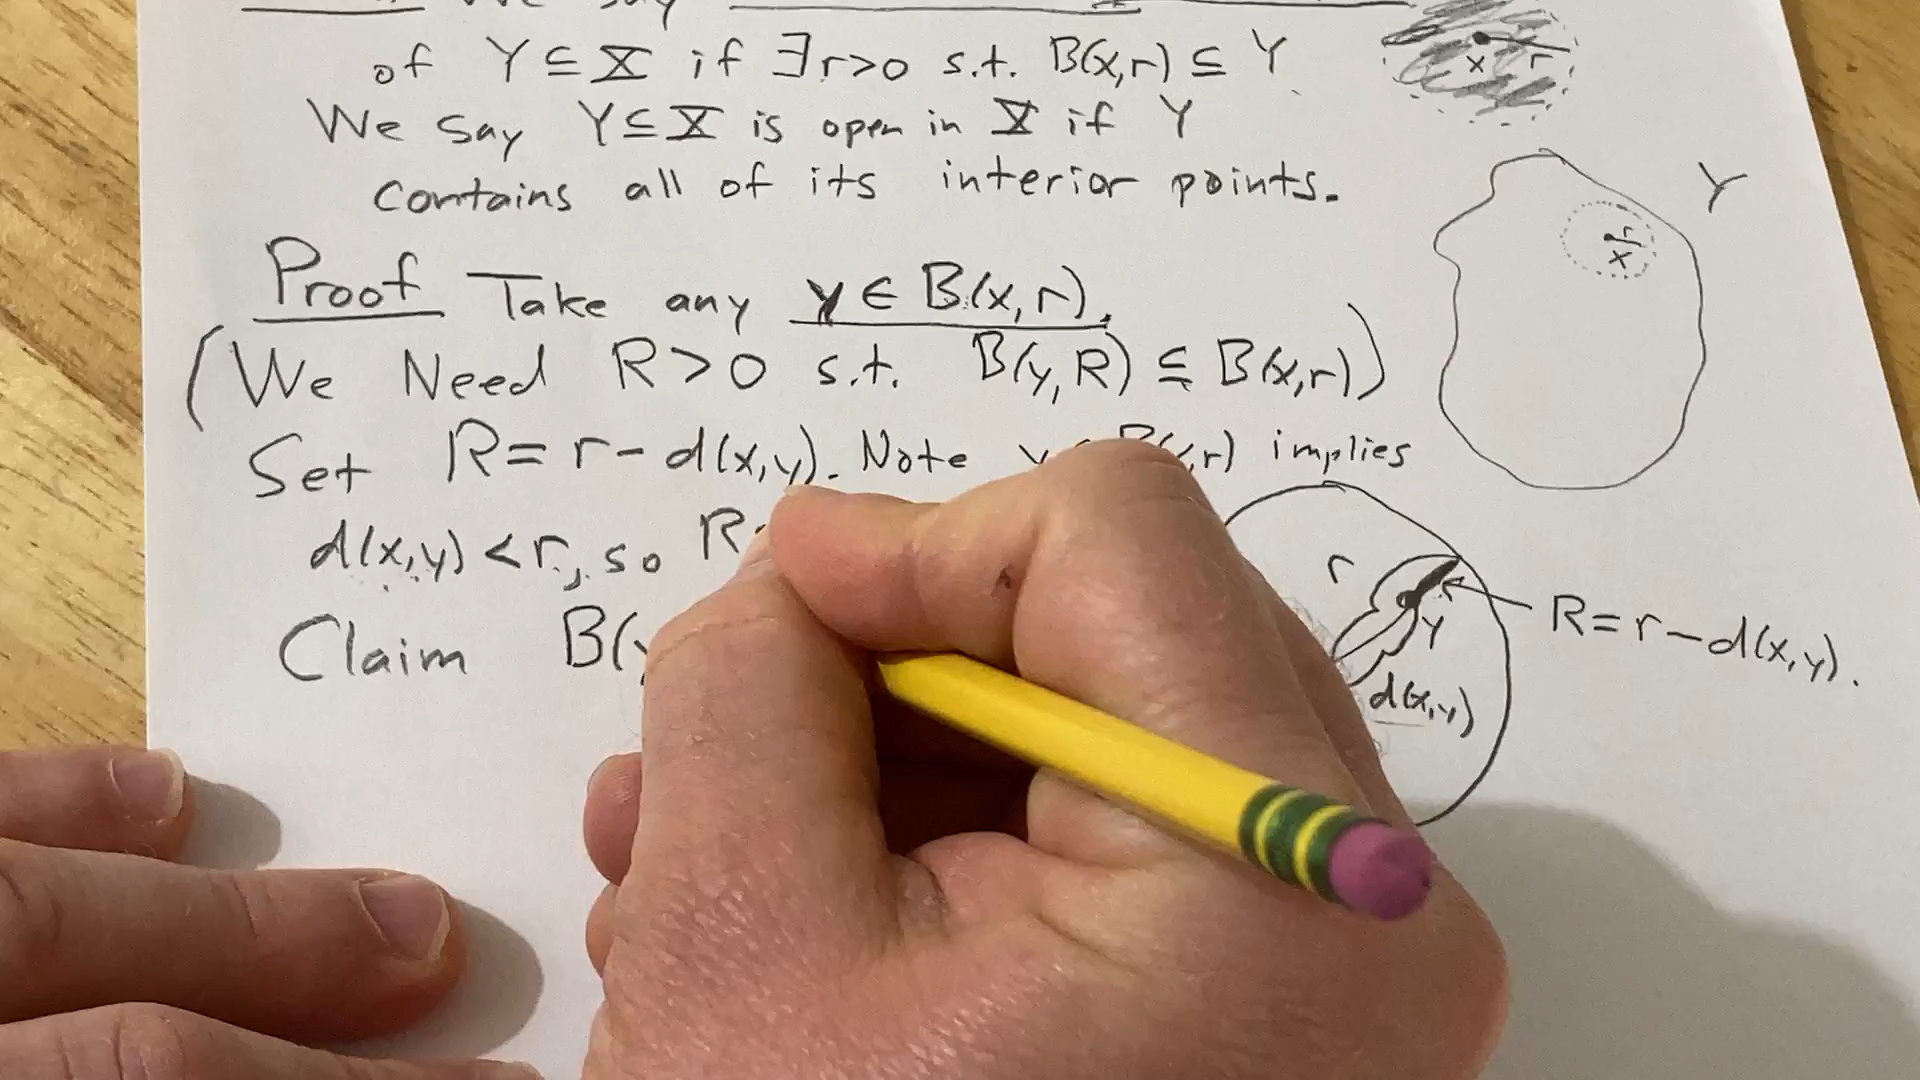 of Y ⊆ X if ∃r>0 s.t. B(x,r) ⊆ Y
We say Y⊆X is open in X if Y
contains all of its interior points.
Proof Take any y ∈ B(x,r).
(We Need R>0 s.t. B(y,R) ⊆ B(x,r))
Set R=r-d(x,y). Note r) implies
d(x,y)<r, so R
Claim B(
x r
Y
r
x
r
y
d(x,y)
R=r-d(x,y).